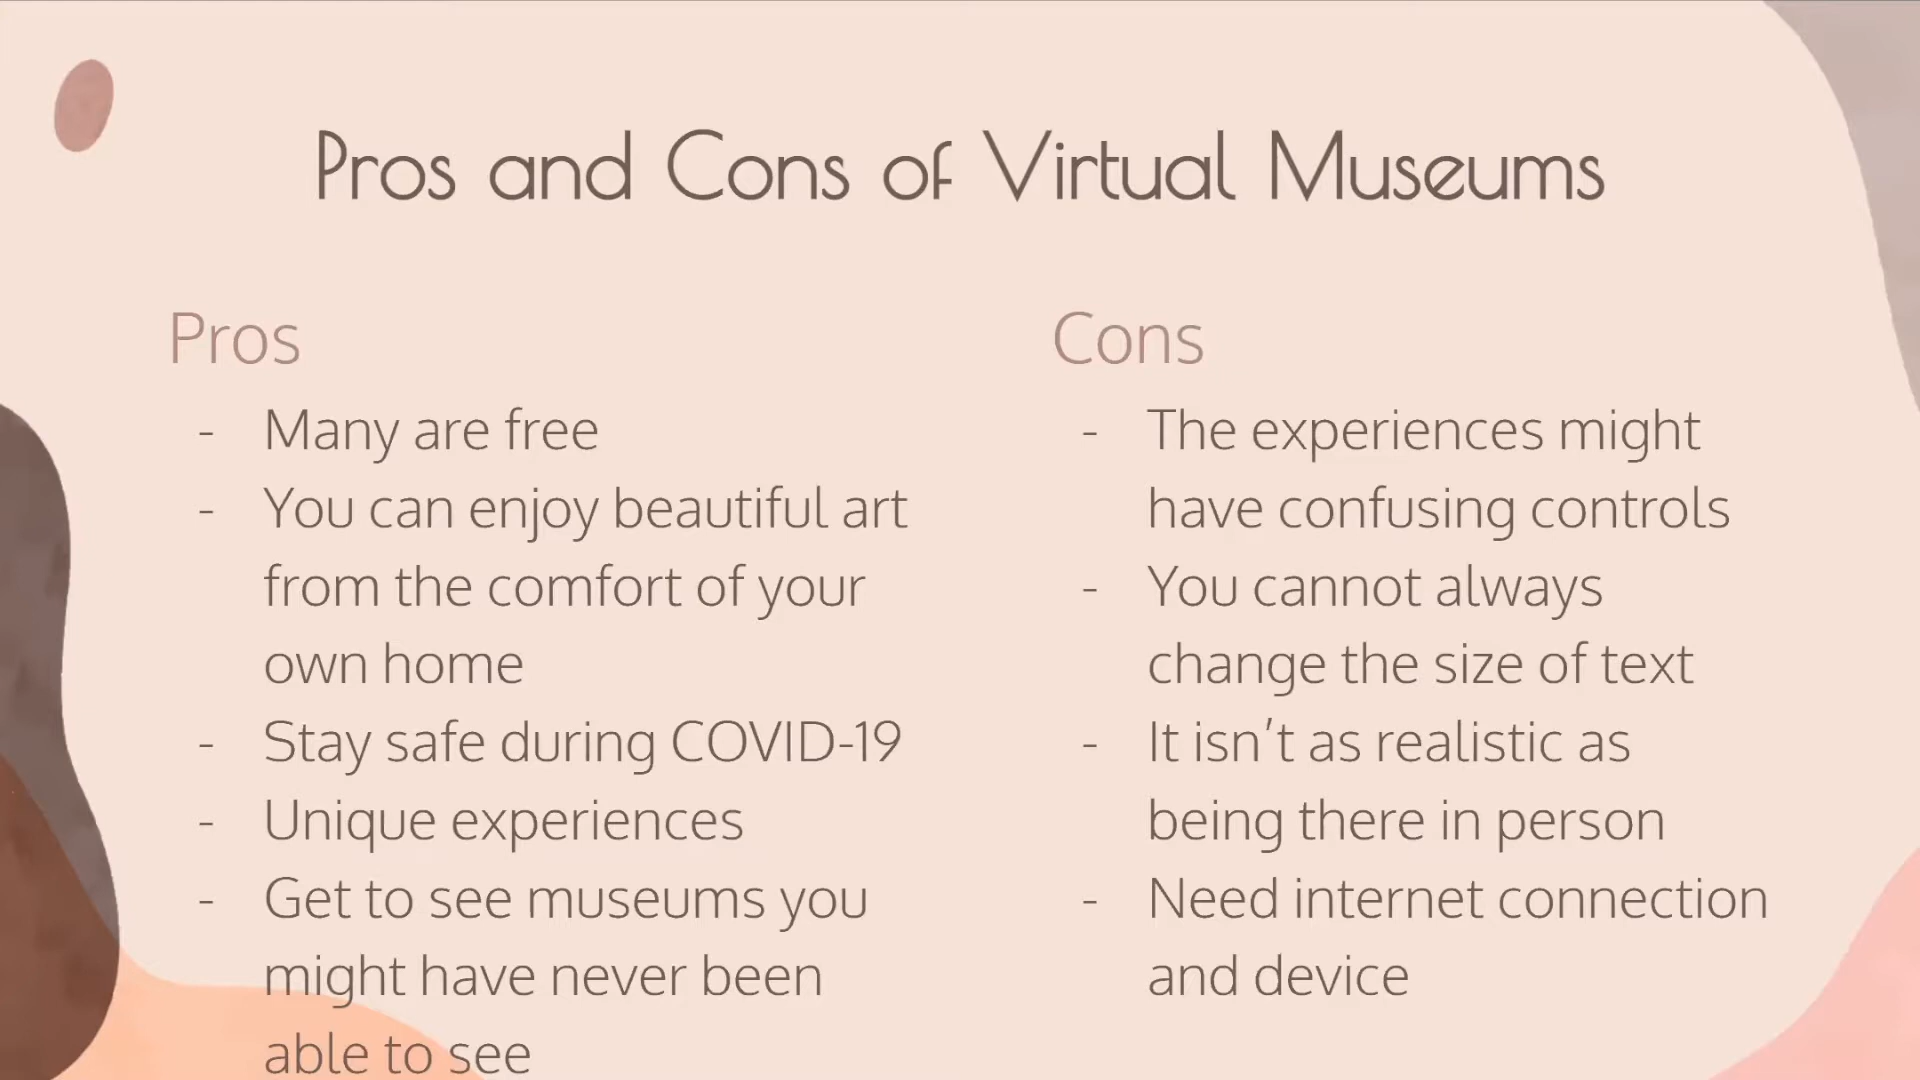 Pros and Cons of Virtual Museums
Pros
- Many are free
- You can enjoy beautiful art
from the comfort of your
own home
- Stay safe during COVID-19
- Unique experiences
- Get to see museums you
might have never been
able to see
Cons
- The experiences might
have confusing controls
- You cannot always
change the size of text
- It isn't as realistic as
being there in person
- Need internet connection
and device